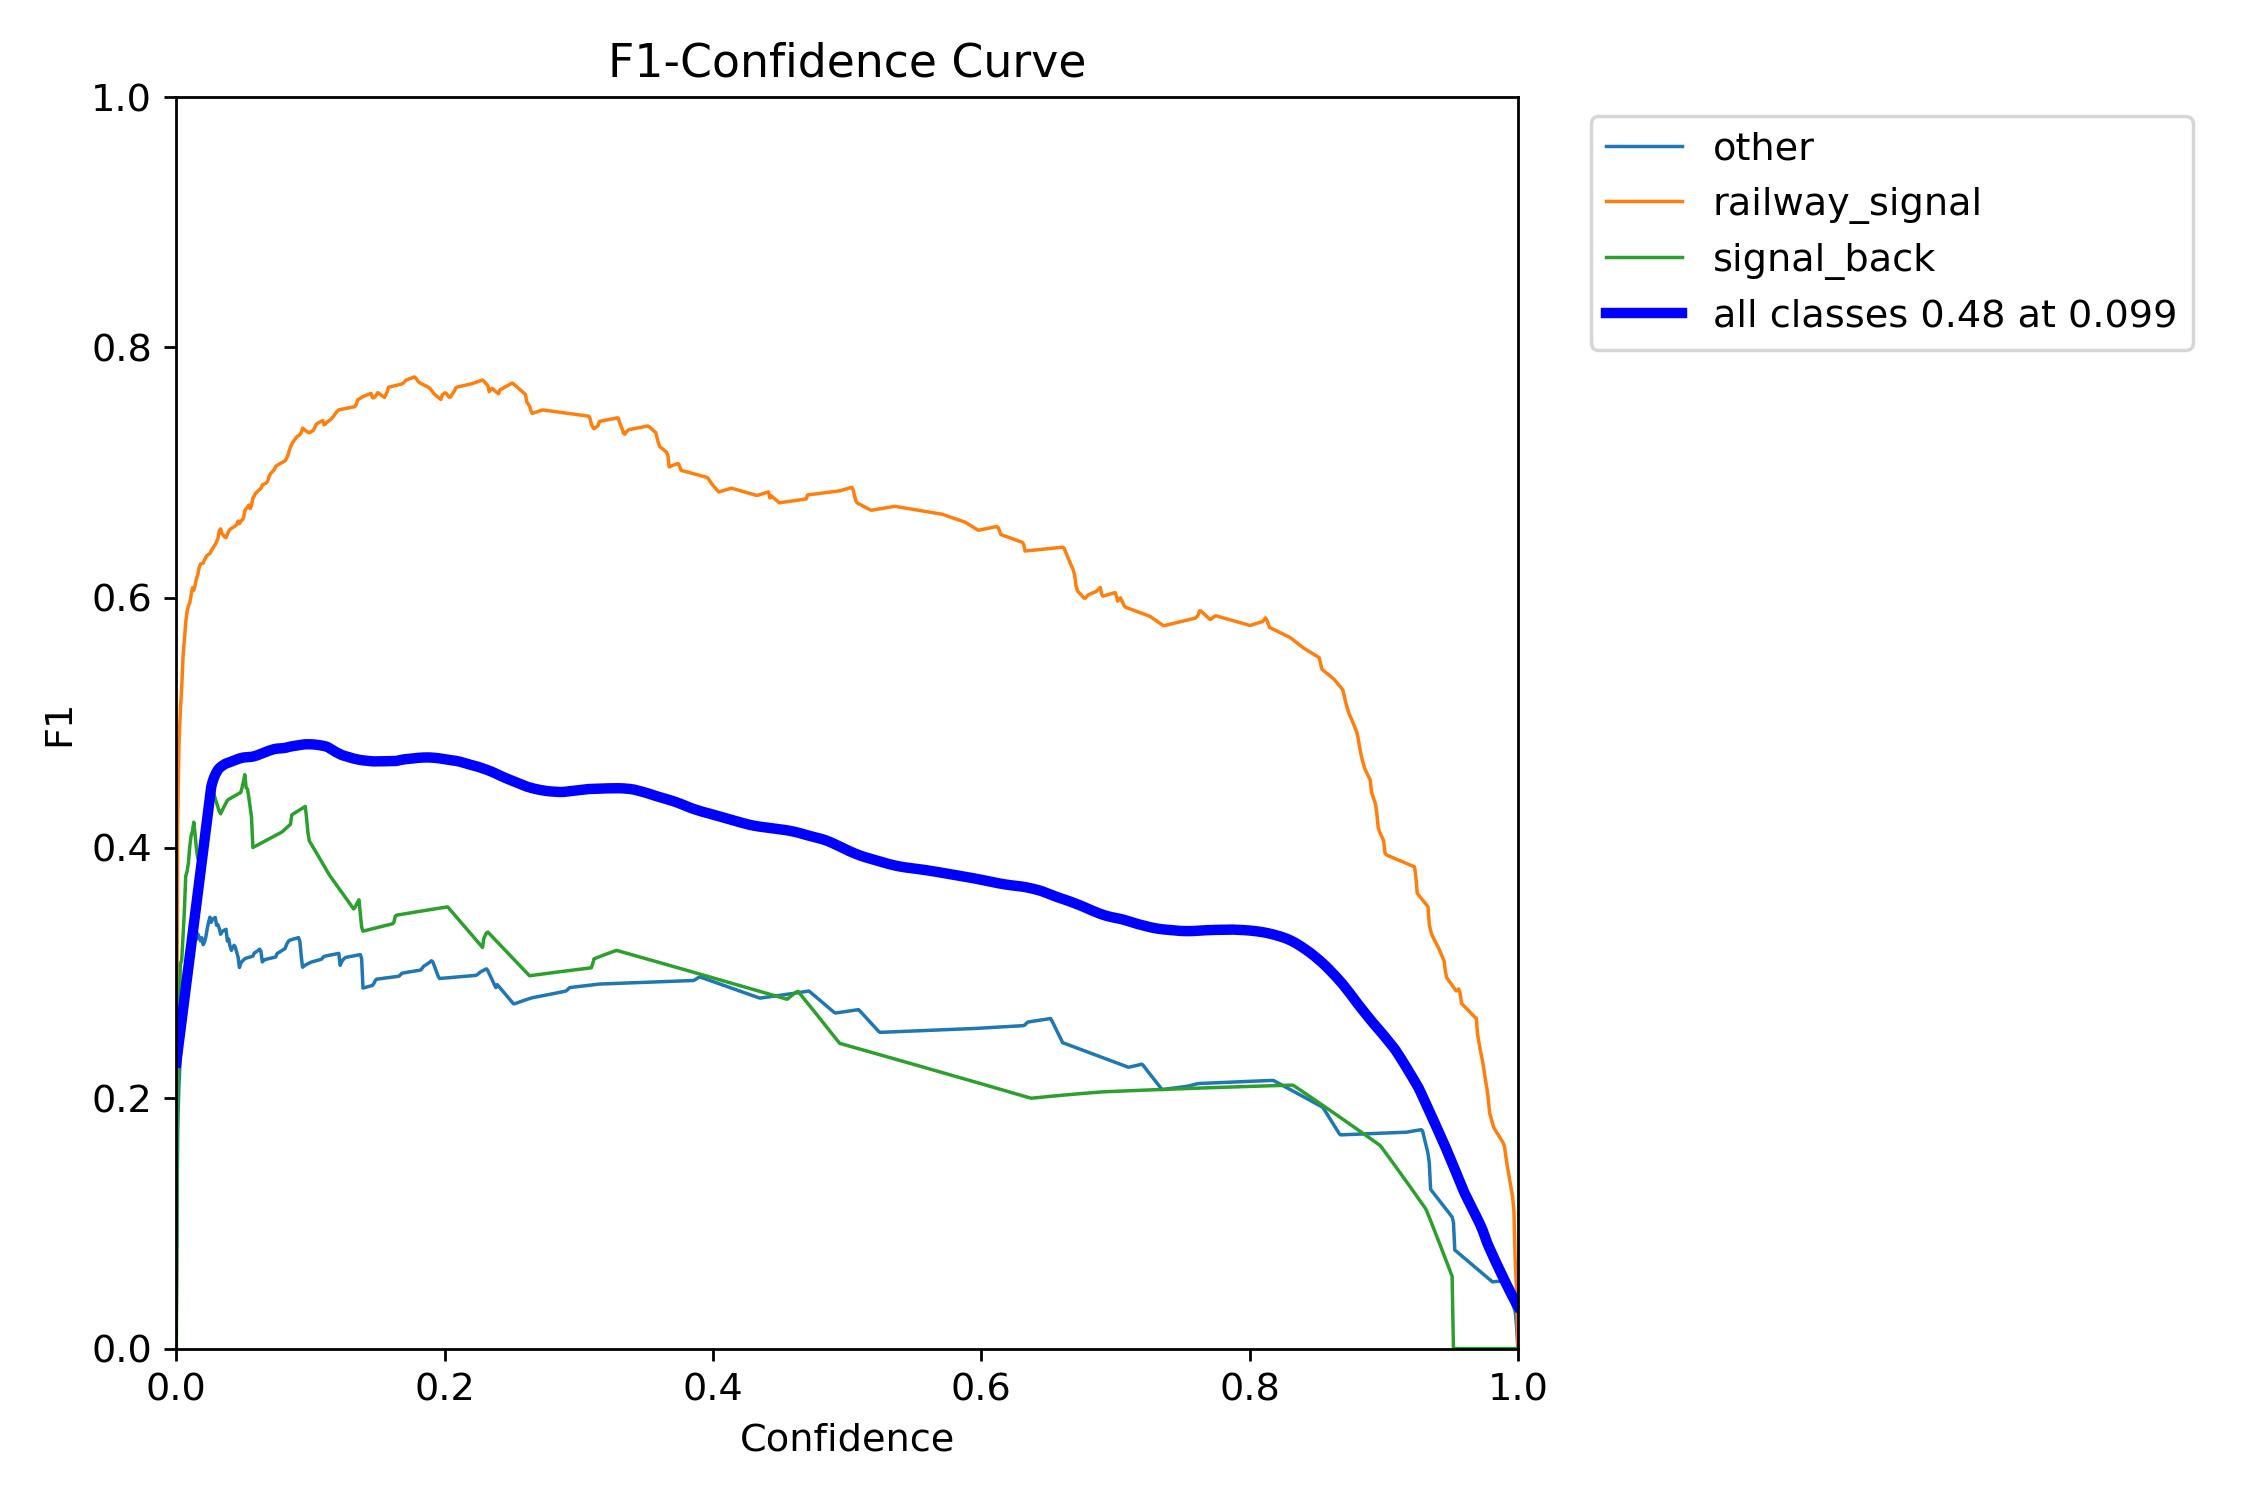 F1-Confidence Curve
1.0
0.8
0.6
0.4
0.2
0.0
F1
0.0 0.2 0.4 0.6 0.8 1.0
Confidence
other
railway_signal
signal_back
all classes 0.48 at 0.099